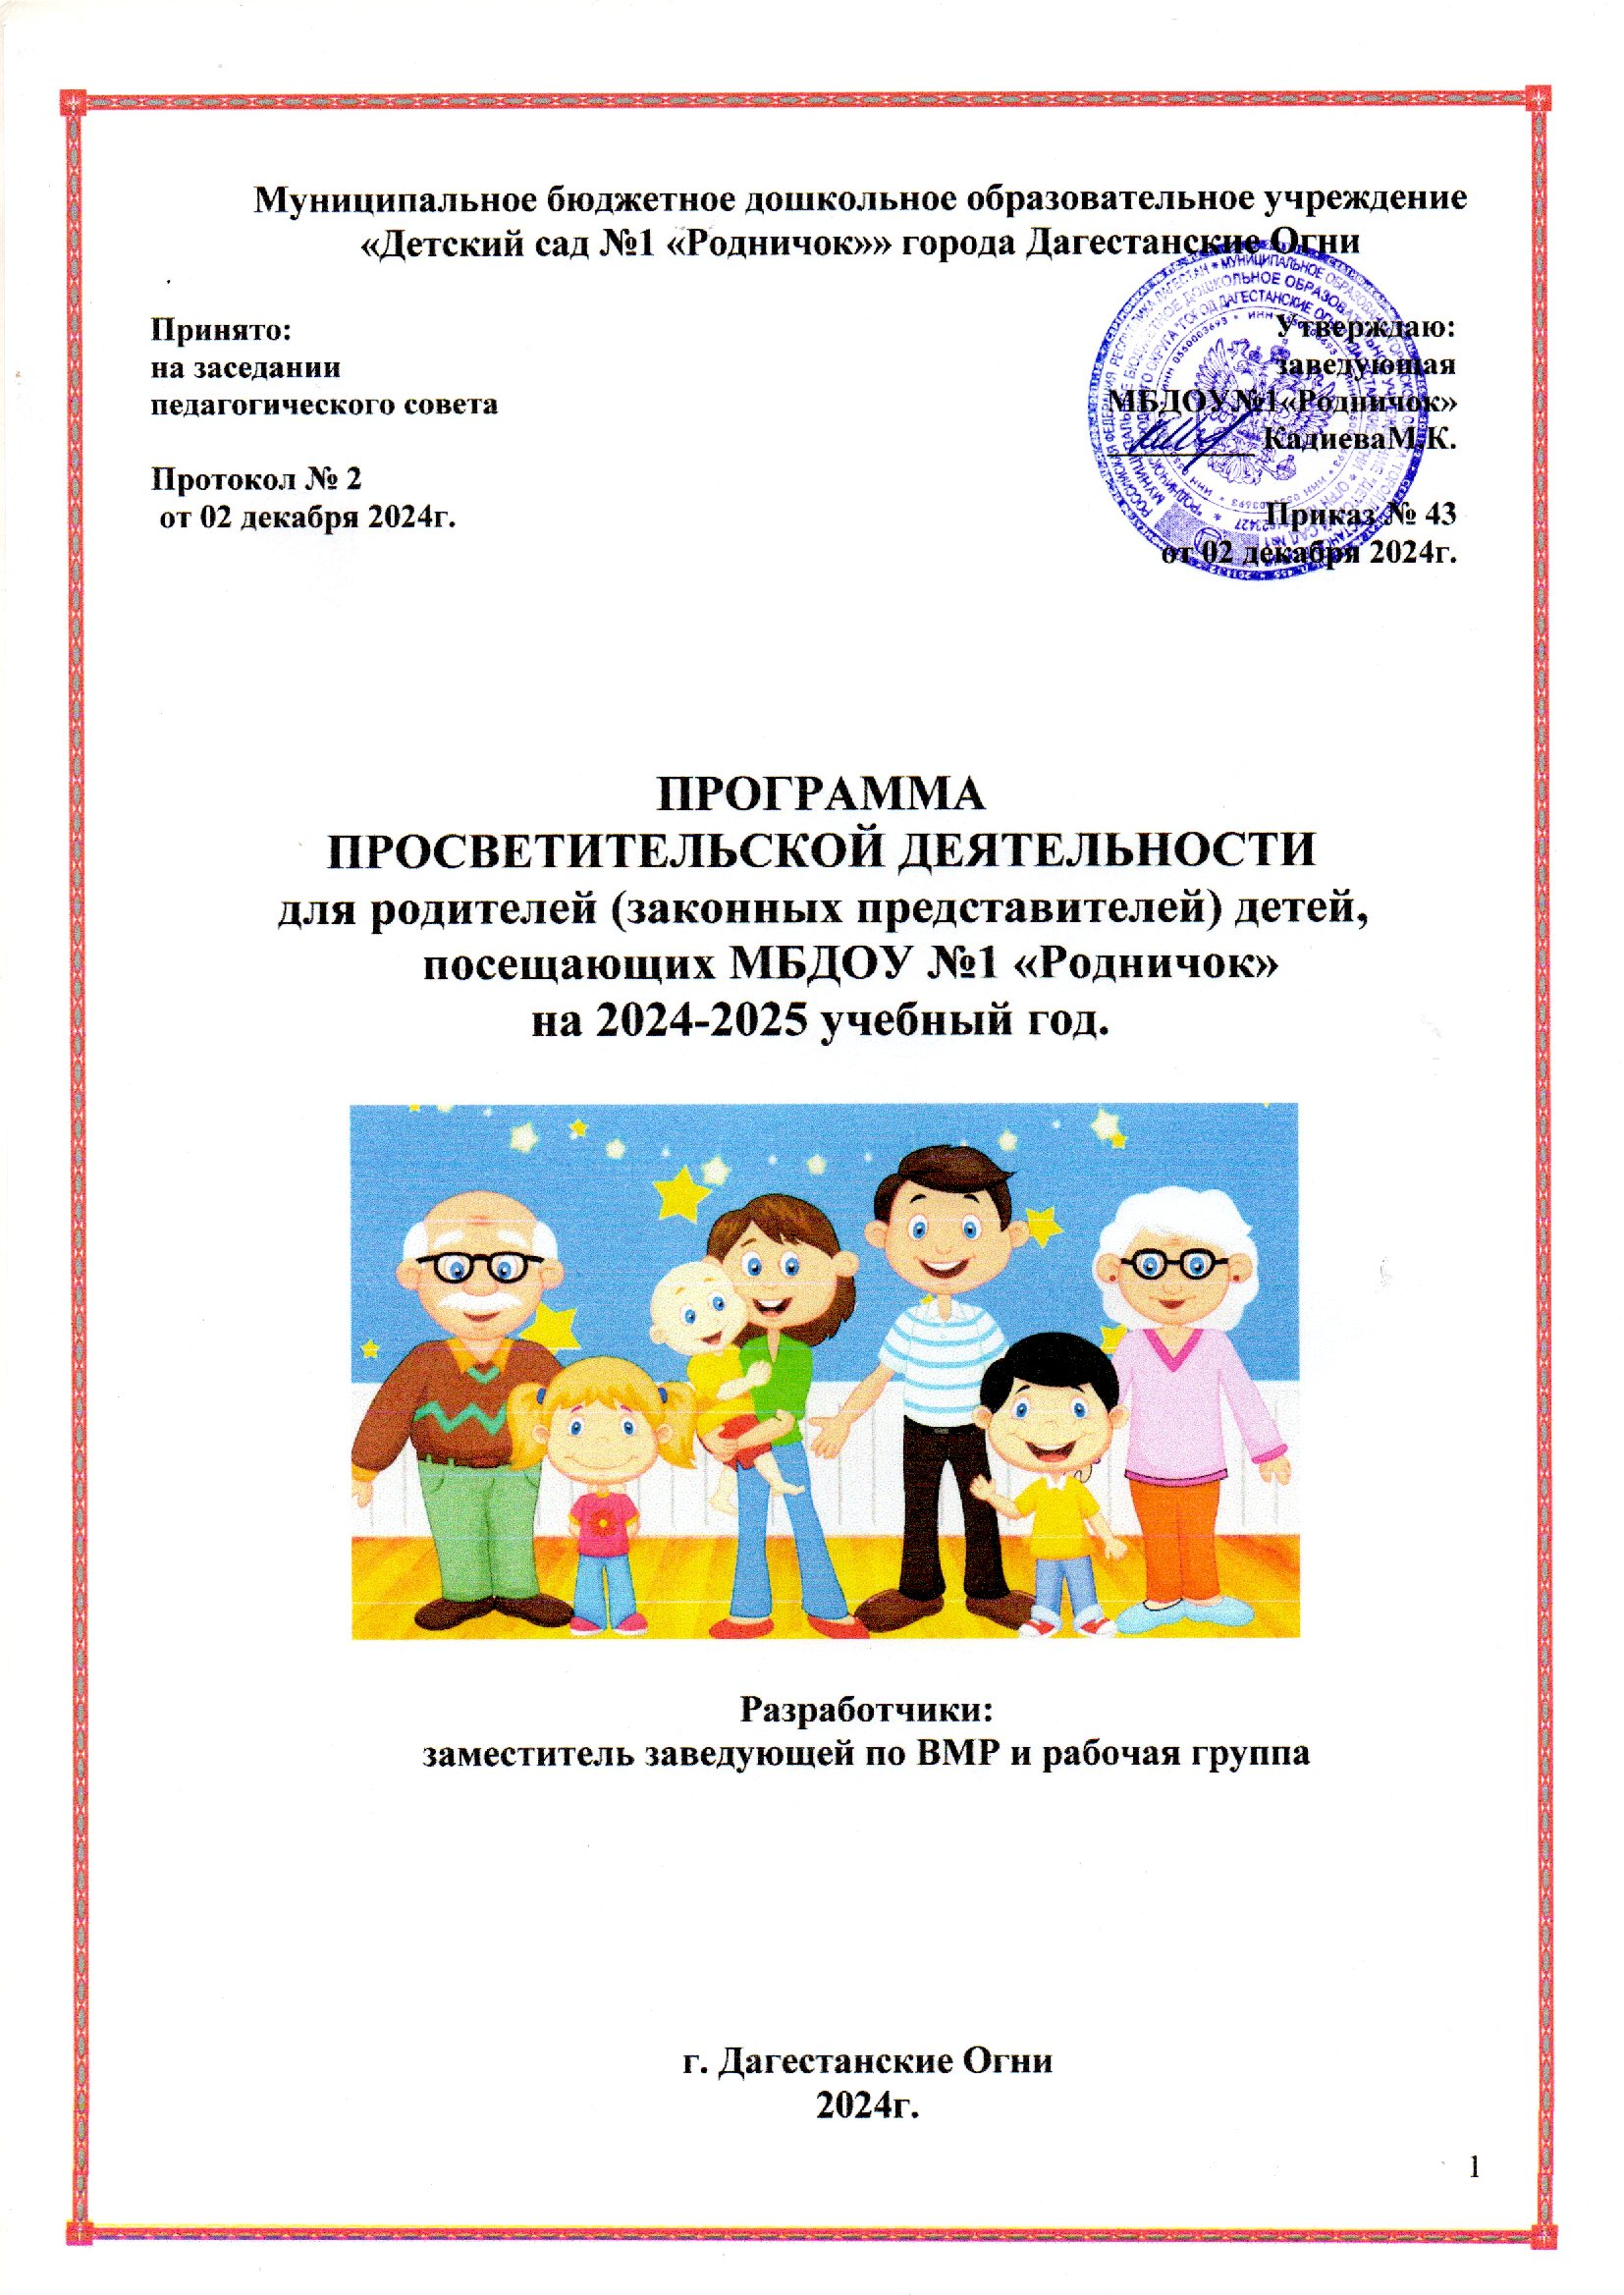 Муниципальное бюджетное дошкольное образовательное учреждение
«Детский сад №1 «Родничок»» города Дагестанские Огни
Принято:
на заседании
педагогического совета
Протокол № 2
от 02 декабря 2024г.
Утверждаю:
заведующая
МБДОУ№1«Родничок»
КадиеваМ.К.
Приказ № 43
от 02 декабря 2024г.
ПРОГРАММА
ПРОСВЕТИТЕЛЬСКОЙ ДЕЯТЕЛЬНОСТИ
для родителей (законных представителей) детей,
посещающих МБДОУ №1 «Родничок»
на 2024-2025 учебный год.
Разработчики:
заместитель заведующей по ВМР и рабочая группа
г. Дагестанские Огни
2024г.
1